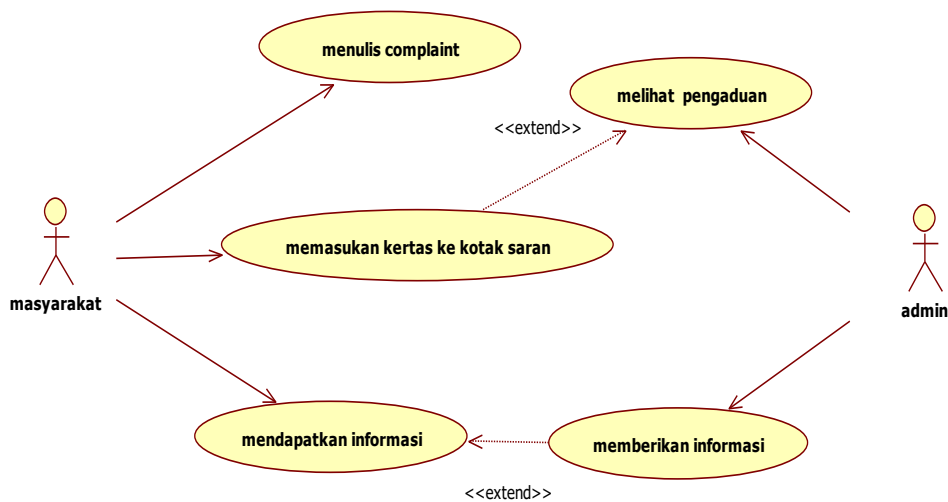 menulis complaint
melihat pengaduan
<<extend>>
memasukan kertas ke kotak saran
masyarakat
admin
mendapatkan informasi
memberikan informasi
<<extend>>